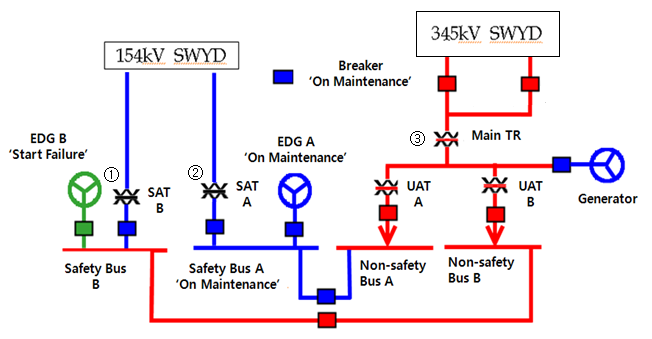 345kV SWYD
154kV SWYD
Breaker
'On Maintenance'
EDG B
'Start Failure'
EDG A
'On Maintenance'
③
Main TR
①
SAT
B
②
SAT
A
UAT
A
UAT
B
Generator
Safety Bus
B
Safety Bus A
'On Maintenance'
Non-safety
Bus A
Non-safety
Bus B